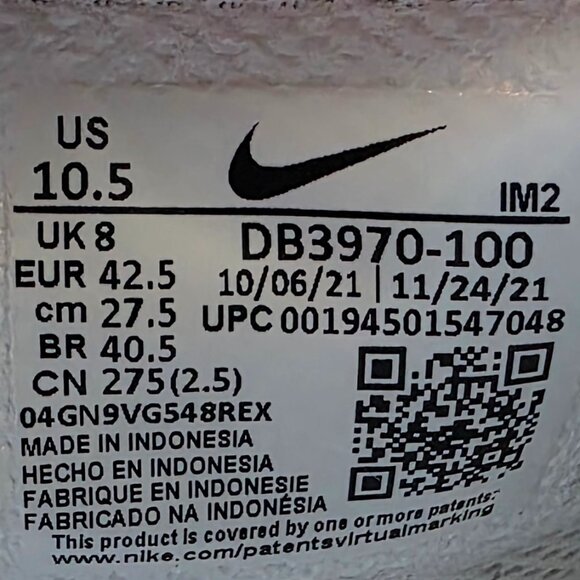 US
10.5
IM2
UK 8
EUR 42.5
cm 27.5
BR 40.5
CN 275(2.5)
DB3970-100
10/06/21 | 11/24/21
UPC 00194501547048
04GN9VG548REX
MADE IN INDONESIA
HECHO EN INDONESIA
FABRIQUE EN INDONESIE
FABRICADO NA INDONÉSIA
This product is covered by one or more patents:
www.nike.com/patentsvirtualmarking